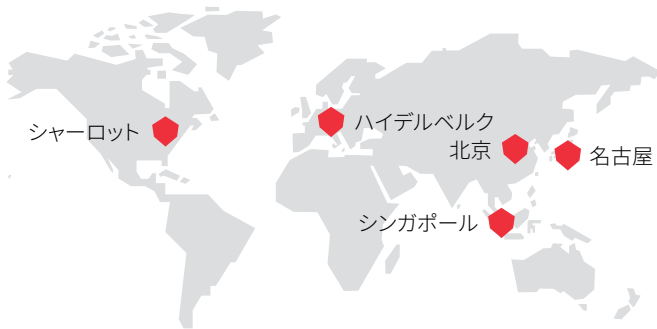 シャーロット
ハイデルベルク
北京
名古屋
シンガポール